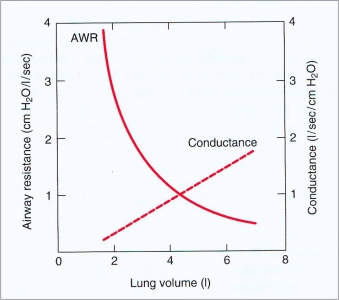 4
3
2
1
AWR
Conductance
4
3
2
1
0
2
4
6
8
Lung volume (l)
Airway resistance (cm H₂O/l/sec)
Conductance (l/sec/cm H₂O)